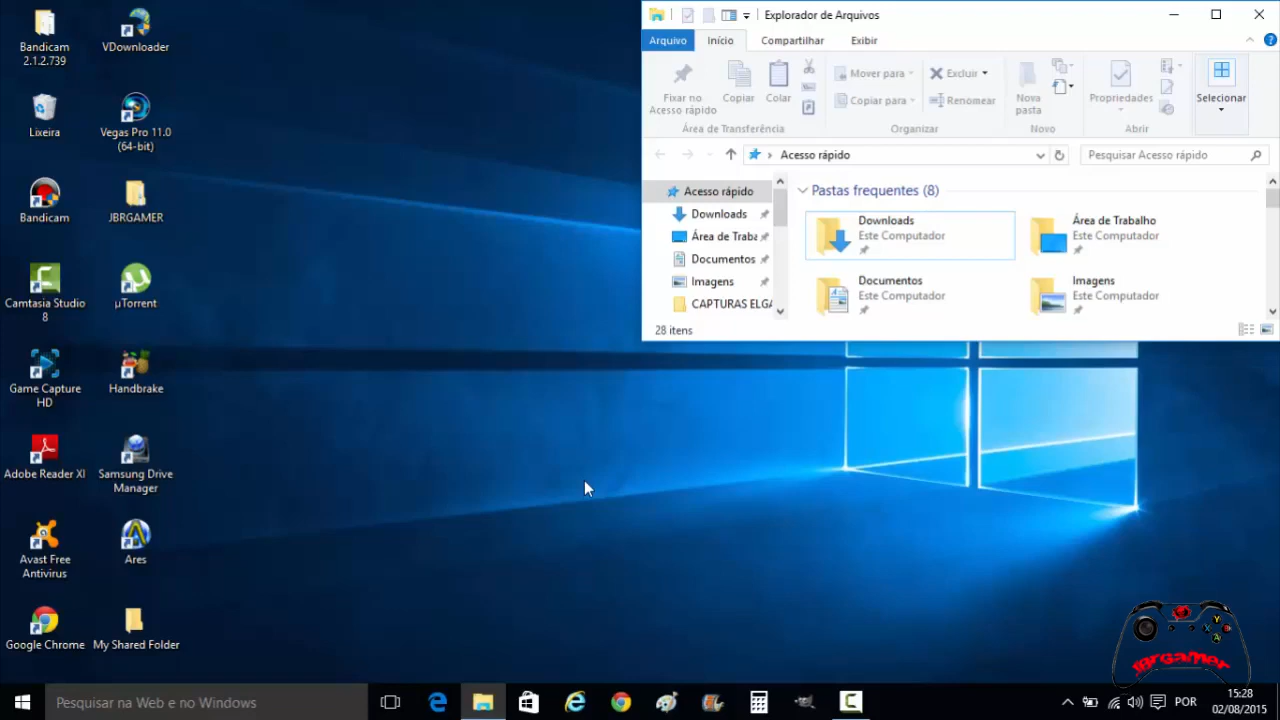 Bandicam
2.1.2.739
VDownloader
Lixeira
Vegas Pro 11.0
(64-bit)
Bandicam
JBRGAMER
Camtasia Studio
8
µTorrent
Game Capture
HD
Handbrake
Adobe Reader XI
Samsung Drive
Manager
Avast Free
Antivirus
Ares
Google Chrome
My Shared Folder
Explorador de Arquivos
Arquivo
Início
Compartilhar
Exibir
Fixar no
Acesso rápido
Copiar
Colar
Mover para
Copiar para
Excluir
Renomear
Nova
pasta
Propriedades
Selecionar
Área de Transferência
Organizar
Novo
Abrir
Acesso rápido
Pesquisar Acesso rápido
Acesso rápido
Downloads
Área de Traba
Documentos
Imagens
CAPTURAS ELGA
Pastas frequentes (8)
Downloads
Este Computador
Área de Trabalho
Este Computador
Documentos
Este Computador
Imagens
Este Computador
28 itens
jbrgamer
Pesquisar na Web e no Windows
POR
15:28
02/08/2015